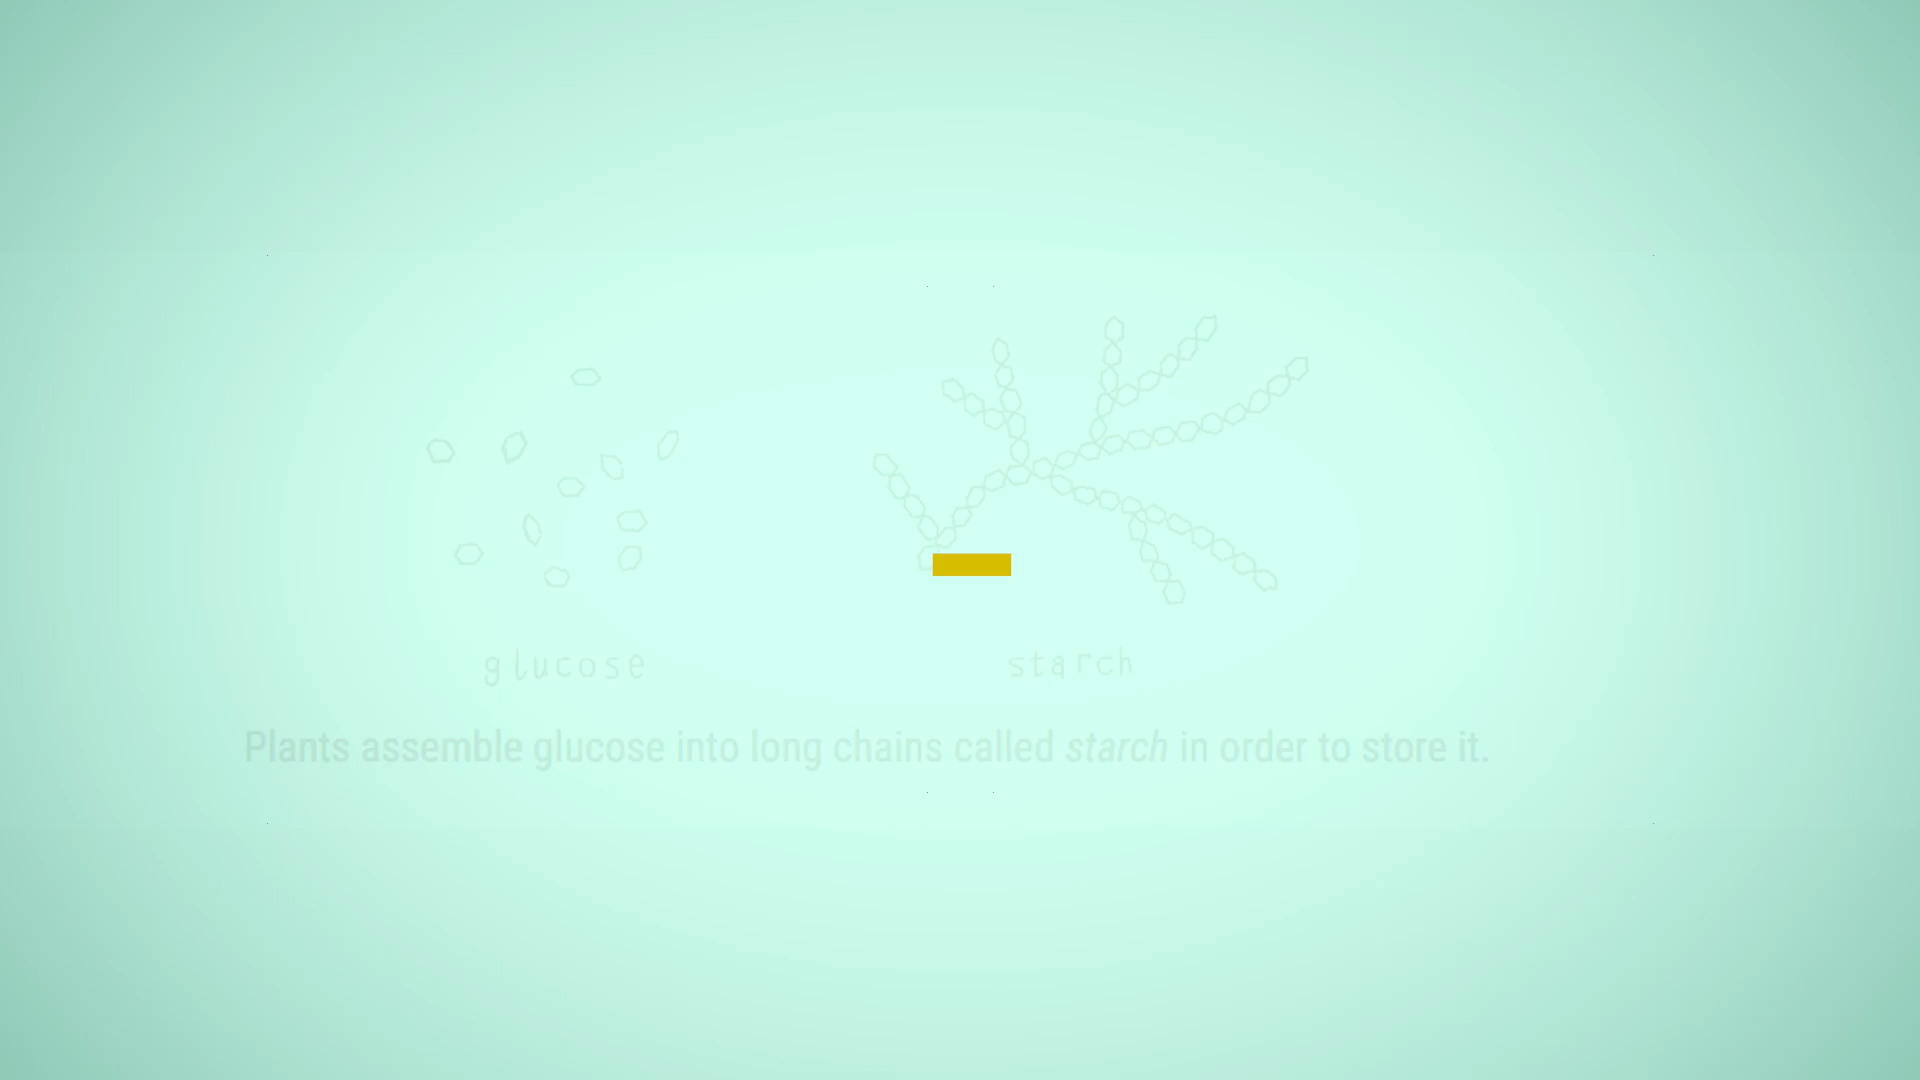 glucose
starch
Plants assemble glucose into long chains called starch in order to store it.